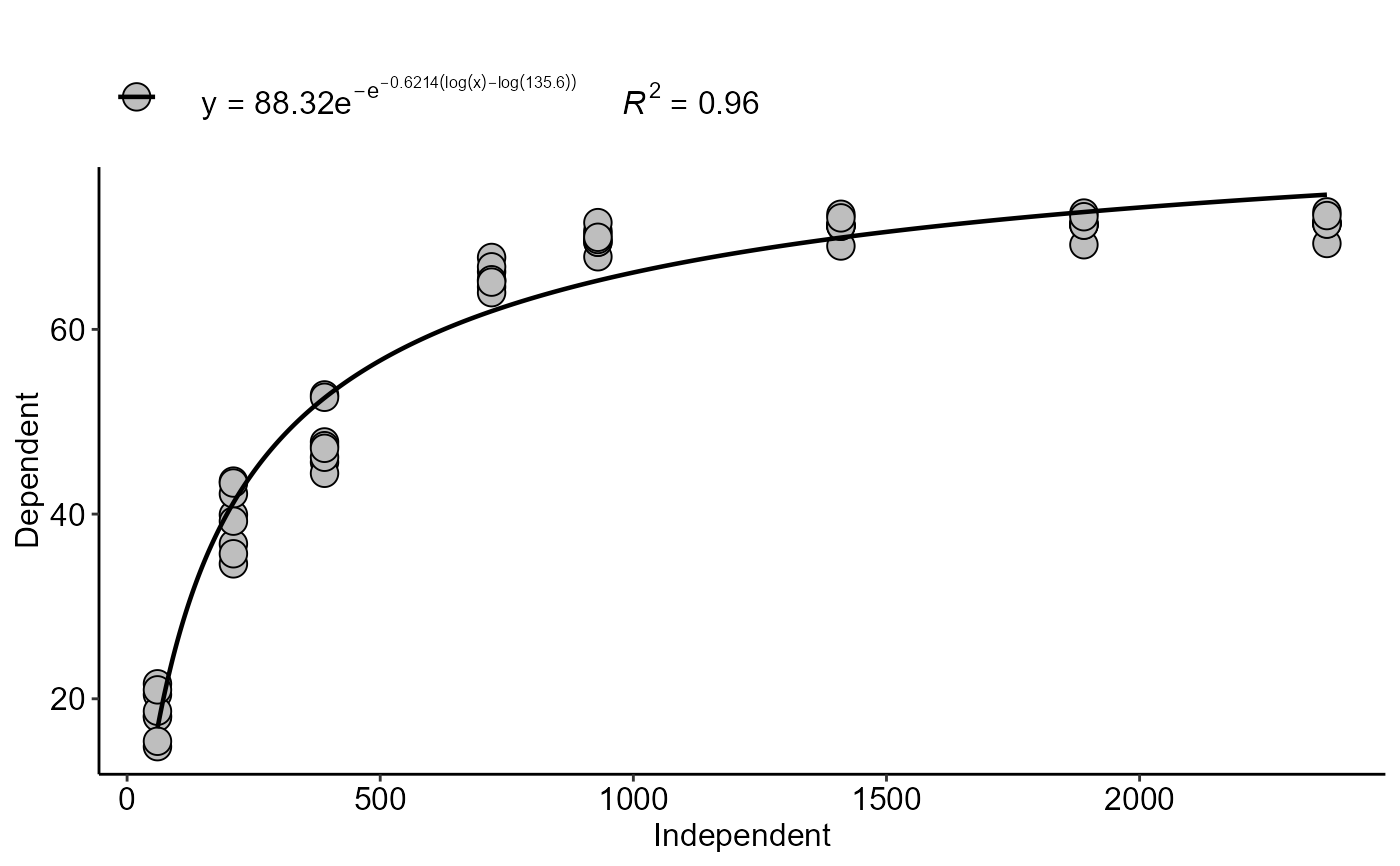 y = 88.32e^−e^−0.6214(log(x)−log(135.6)) R^2 = 0.96
60
40
20
Dependent
0 500 1000 1500 2000
Independent